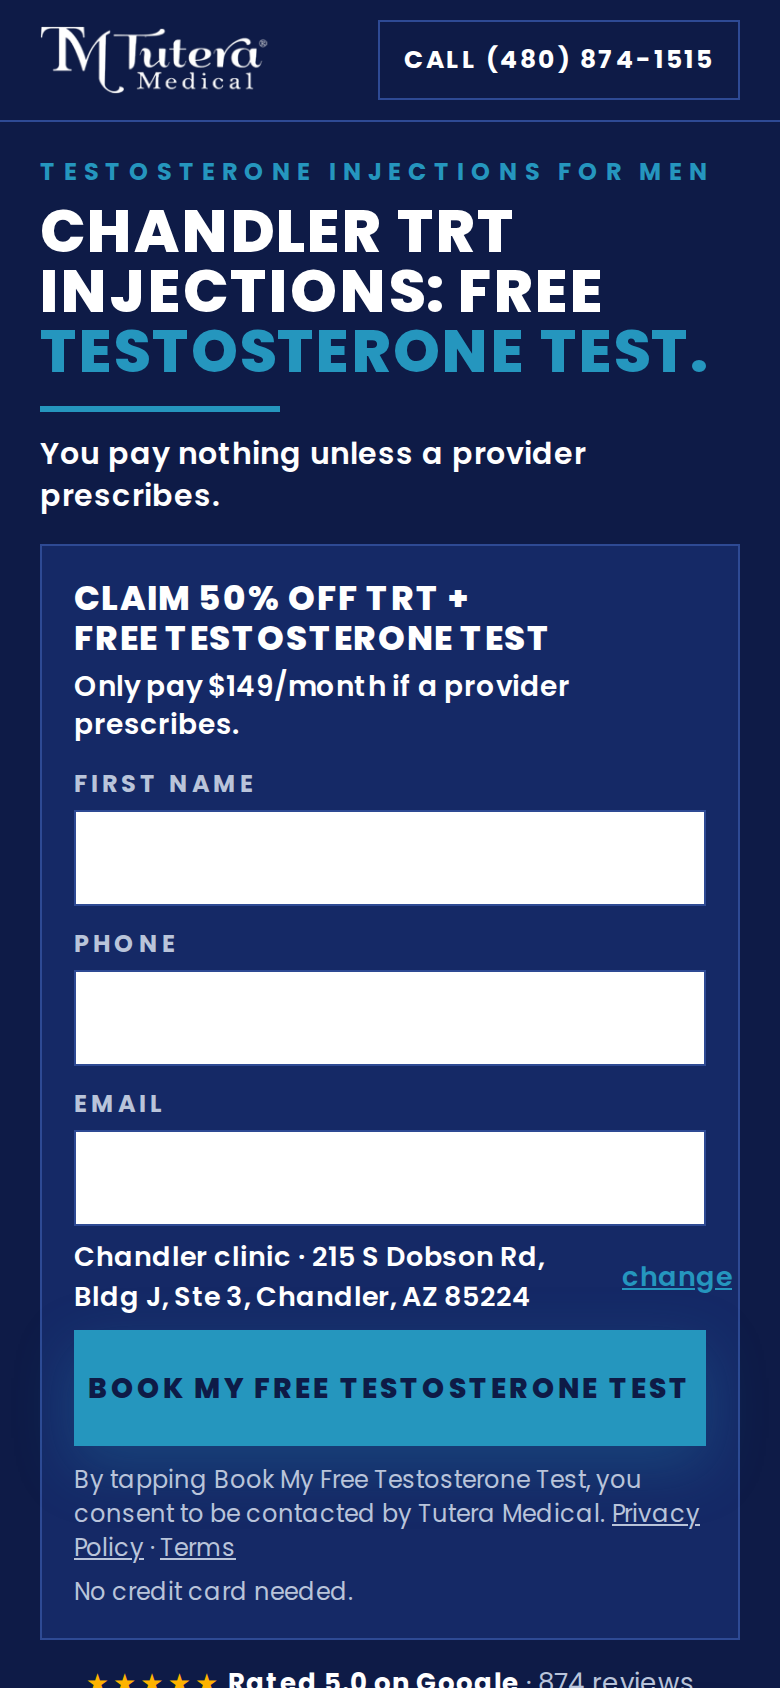 TM Tutera®
Medical
CALL (480) 874-1515
TESTOSTERONE INJECTIONS FOR MEN
CHANDLER TRT
INJECTIONS: FREE
TESTOSTERONE TEST.
You pay nothing unless a provider
prescribes.
CLAIM 50% OFF TRT +
FREE TESTOSTERONE TEST
Only pay $149/month if a provider
prescribes.
FIRST NAME
PHONE
EMAIL
Chandler clinic · 215 S Dobson Rd,
Bldg J, Ste 3, Chandler, AZ 85224
change
BOOK MY FREE TESTOSTERONE TEST
By tapping Book My Free Testosterone Test, you
consent to be contacted by Tutera Medical. Privacy
Policy · Terms
No credit card needed.
★★★★★ Rated 5.0 on Google · 874 reviews